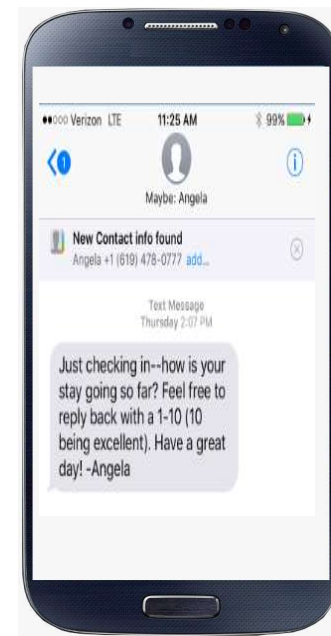 ●●○○○ Verizon LTE 11:25 AM 99%
1
Maybe: Angela
New Contact info found
Angela +1 (619) 478-0777 add...
Text Message
Thursday 2:07 PM
Just checking in--how is your
stay going so far? Feel free to
reply back with a 1-10 (10
being excellent). Have a great
day! -Angela